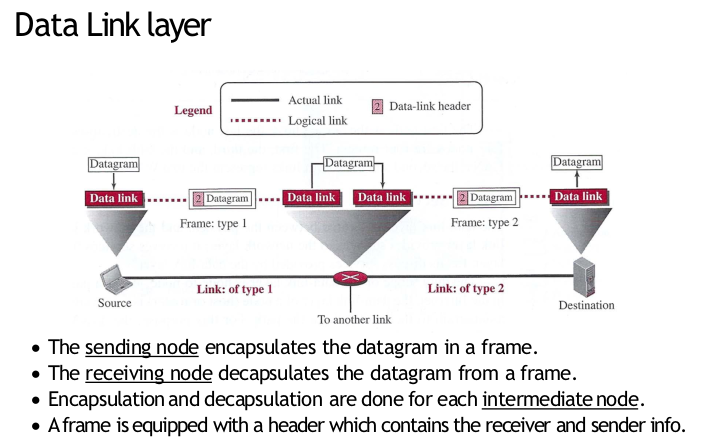 Data Link layer
Legend
Actual link
Logical link
2 Data-link header
Datagram
Datagram
Datagram
Data link
2 Datagram
Data link
Data link
2 Datagram
Data link
Frame: type 1
Frame: type 2
Link: of type 1
Link: of type 2
Source
Destination
To another link
• The sending node encapsulates the datagram in a frame.
• The receiving node decapsulates the datagram from a frame.
• Encapsulation and decapsulation are done for each intermediate node.
• A frame is equipped with a header which contains the receiver and sender info.